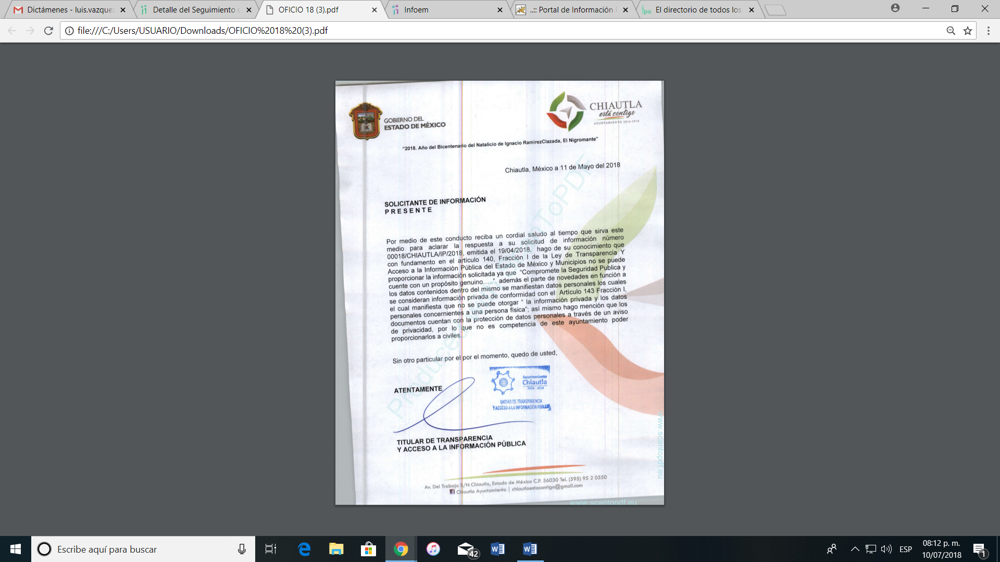 Dictámenes - luis.vazque
Detalle del Seguimiento
OFICIO 18 (3).pdf
Infoem
..:: Portal de Información
El directorio de todos los
file:///C:/Users/USUARIO/Downloads/OFICIO%2018%20(3).pdf
GOBIERNO DEL
ESTADO DE MÉXICO
CHIAUTLA
está contigo
AYUNTAMIENTO 2016-2018
“2018. Año del Bicentenario del Natalicio de Ignacio RamirezClazada, El Nigromante”
Chiautla, México a 11 de Mayo del 2018
SOLICITANTE DE INFORMACIÓN
P R E S E N T E
Por medio de este conducto reciba un cordial saludo al tiempo que sirva este
medio para aclarar la respuesta a su solicitud de información número
00018/CHIAUTLA/IP/2018, emitida el 19/04/2018, hago de su conocimiento que
con fundamento en el artículo 140, Fracción I de la Ley de Transparencia Y
Acceso a la Información Pública del Estado de México y Municipios no se puede
proporcionar la información solicitada ya que “Compromete la Seguridad Publica y
cuente con un propósito genuino.....”. además el parte de novedades en función a
los datos contenidos dentro del mismo se manifiestan datos personales los cuales
se consideran información privada de conformidad con el Artículo 143 Fracción I,
el cual manifiesta que no se puede otorgar “ la información privada y los datos
personales concernientes a una persona física”; así mismo hago mención que los
documentos cuentan con la protección de datos personales a través de un aviso
de privacidad, por lo que no es competencia de este ayuntamiento poder
proporcionarlos a civiles.
Sin otro particular por el por el momento, quedo de usted,
ATENTAMENTE
Ayuntamiento
Chiautla
2016 - 2018
UNIDAD DE TRANSPARENCIA
Y ACCESO A LA INFORMACIÓN PÚBLICA
TITULAR DE TRANSPARENCIA
Y ACCESO A LA INFORMACIÓN PÚBLICA
Av. Del Trabajo S/N Chiautla, Estado de México C.P. 56030 Tel. (595) 95 2 0550
Chiautla Ayuntamiento | chiautlaestacontigo@gmail.com
www.scantopdf.eu
www.scantopdf.eu
Escribe aquí para buscar
42
ESP
08:12 p. m.
10/07/2018
1